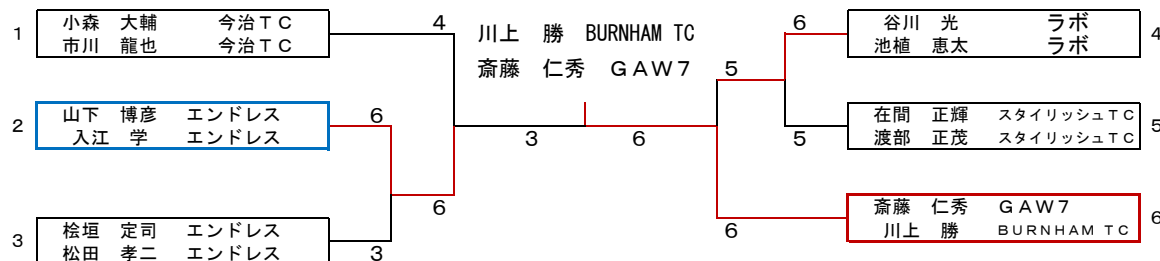 1
小森 大輔 今治TC
市川 龍也 今治TC
2
山下 博彦 エンドレス
入江 学 エンドレス
3
桧垣 定司 エンドレス
松田 孝二 エンドレス
4
6
3
6
川上 勝 BURNHAM TC
斎藤 仁秀 GAW7
3
6
6
5
5
6
谷川 光 ラボ
池植 恵太 ラボ
4
在間 正輝 スタイリッシュTC
渡部 正茂 スタイリッシュTC
5
斎藤 仁秀 GAW7
川上 勝 BURNHAM TC
6